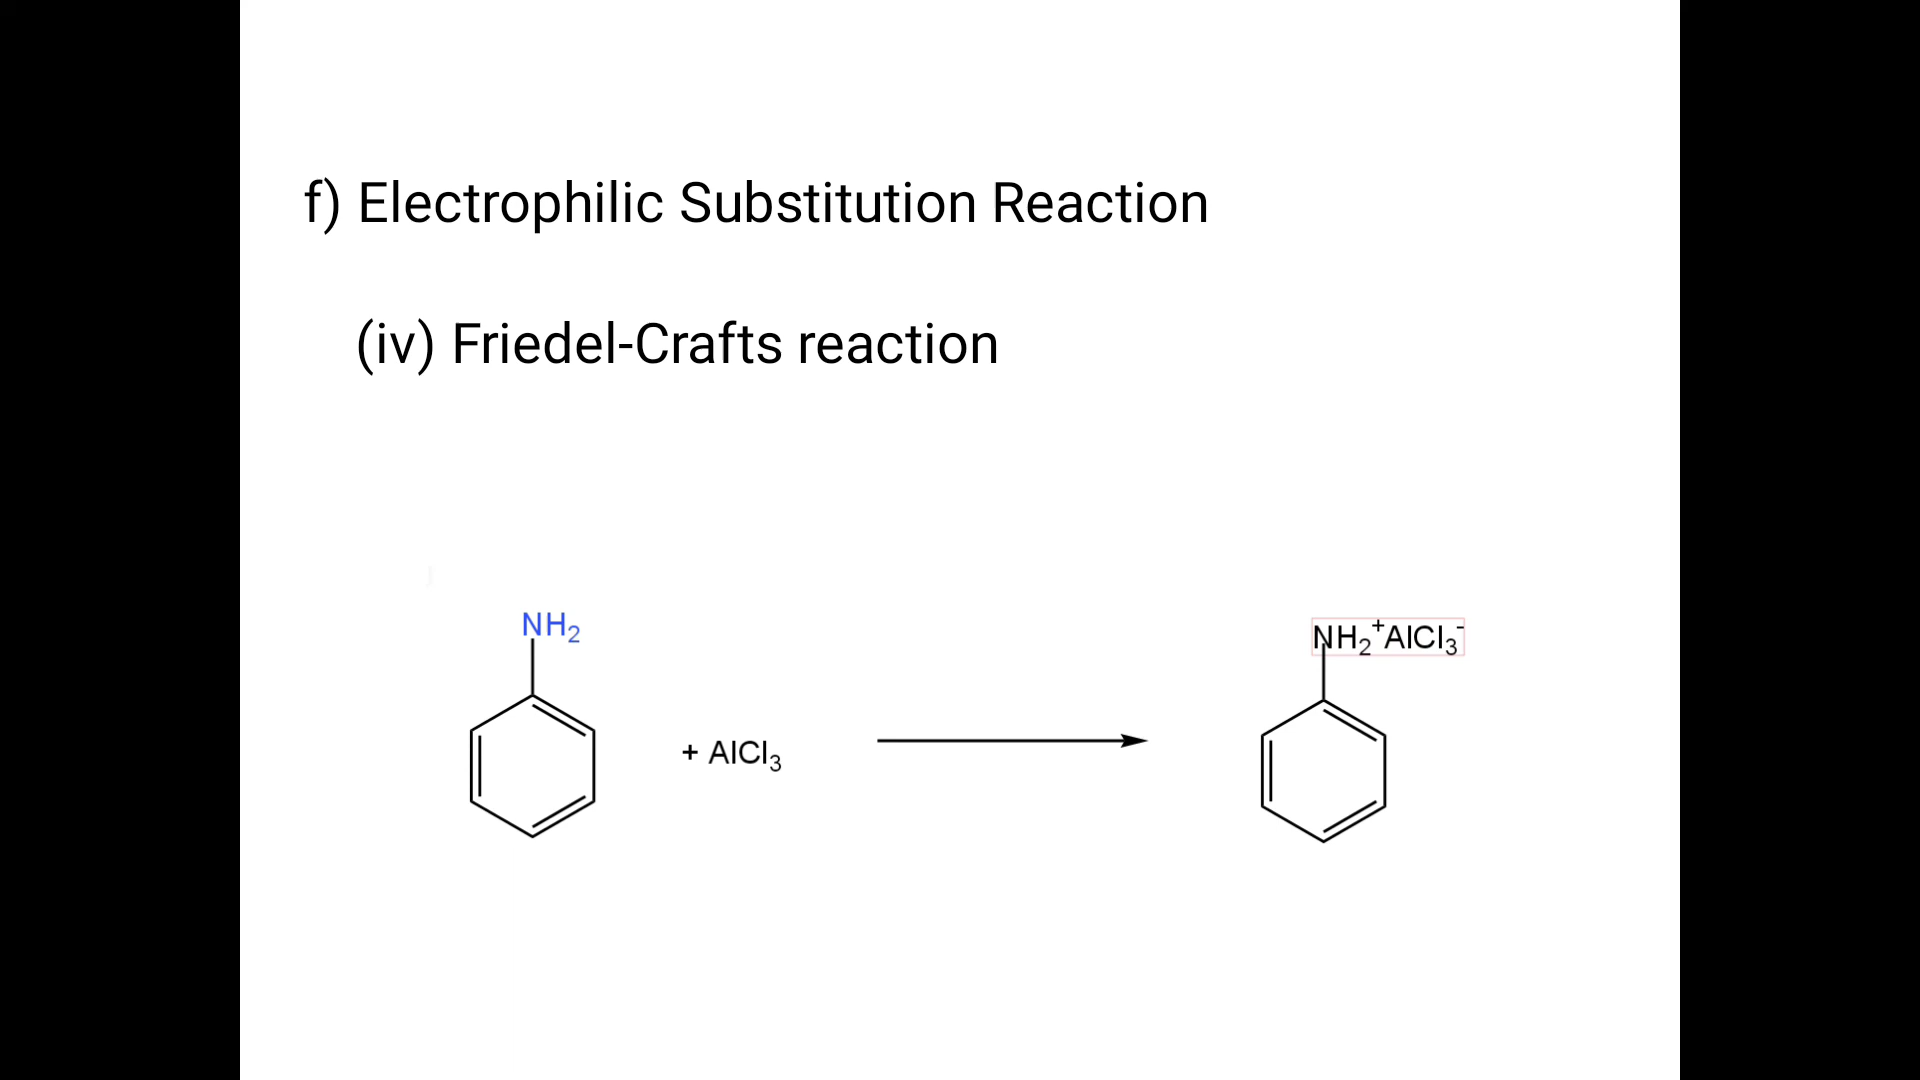 f) Electrophilic Substitution Reaction
(iv) Friedel-Crafts reaction
NH₂
+ AlCl₃
NH₂⁺AlCl₃⁻